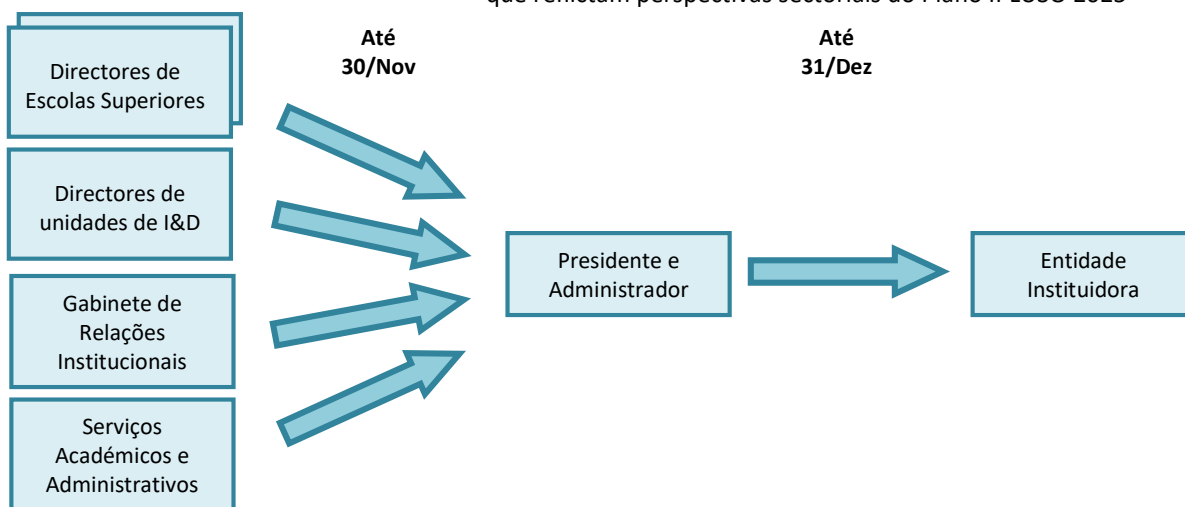 Até
30/Nov
Até
31/Dez
Directores de
Escolas Superiores
Directores de
unidades de I&D
Gabinete de
Relações
Institucionais
Serviços
Académicos e
Administrativos
Presidente e
Administrador
Entidade
Instituidora